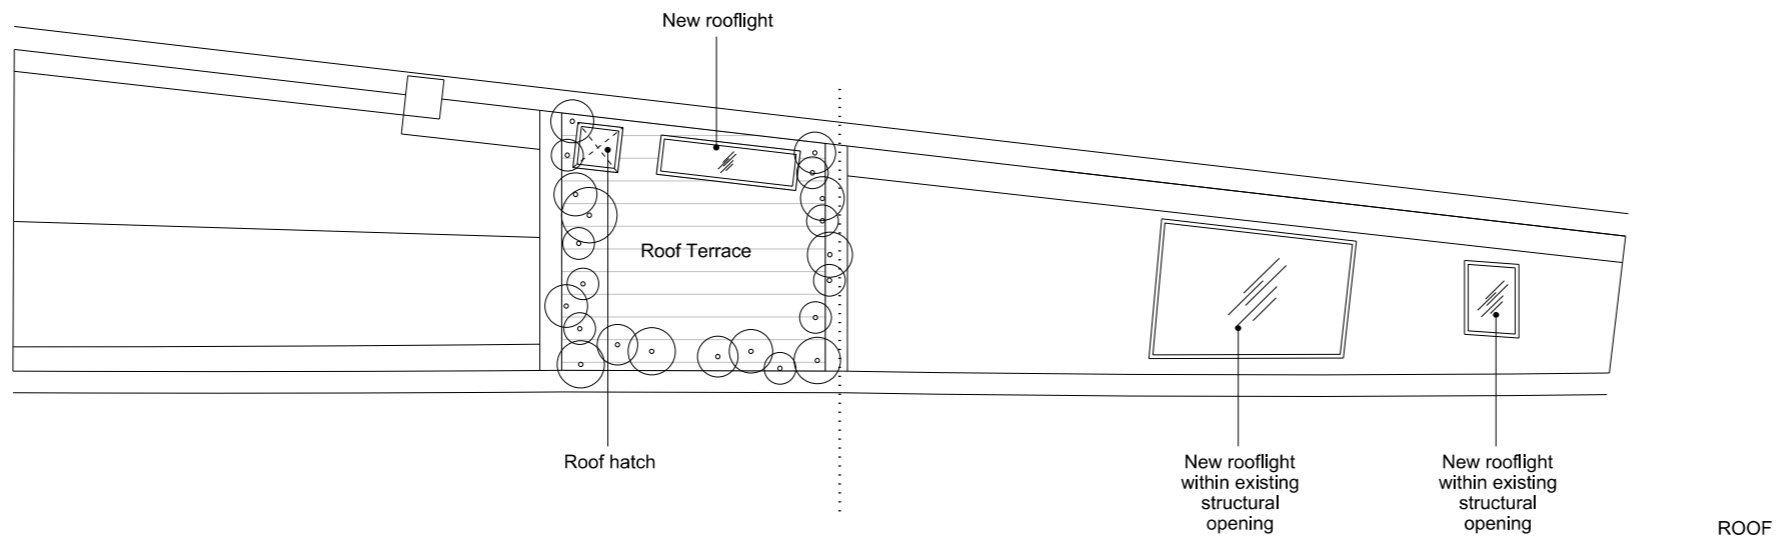 New rooflight
Roof Terrace
Roof hatch
New rooflight
within existing
structural
opening
New rooflight
within existing
structural
opening
ROOF